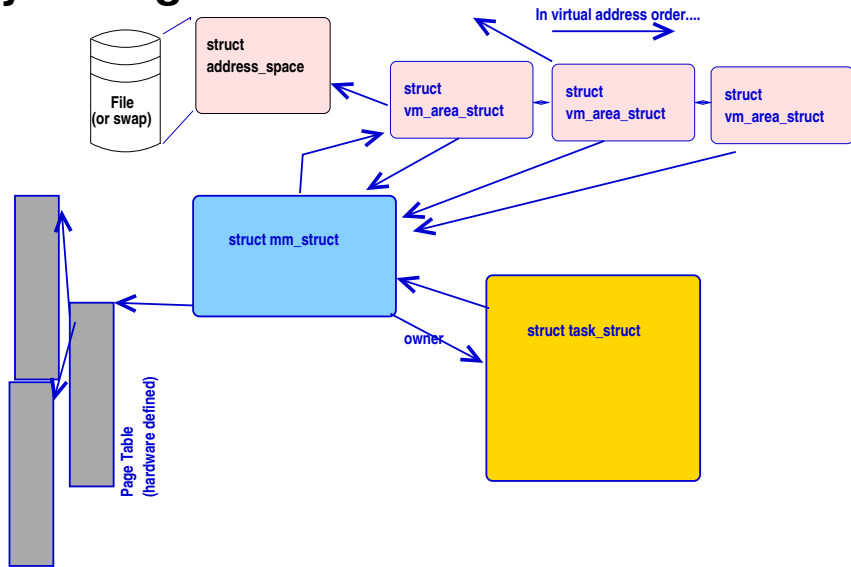 In virtual address order....
struct
address_space
File
(or swap)
struct
vm_area_struct
struct
vm_area_struct
struct
vm_area_struct
struct mm_struct
owner
struct task_struct
Page Table
(hardware defined)